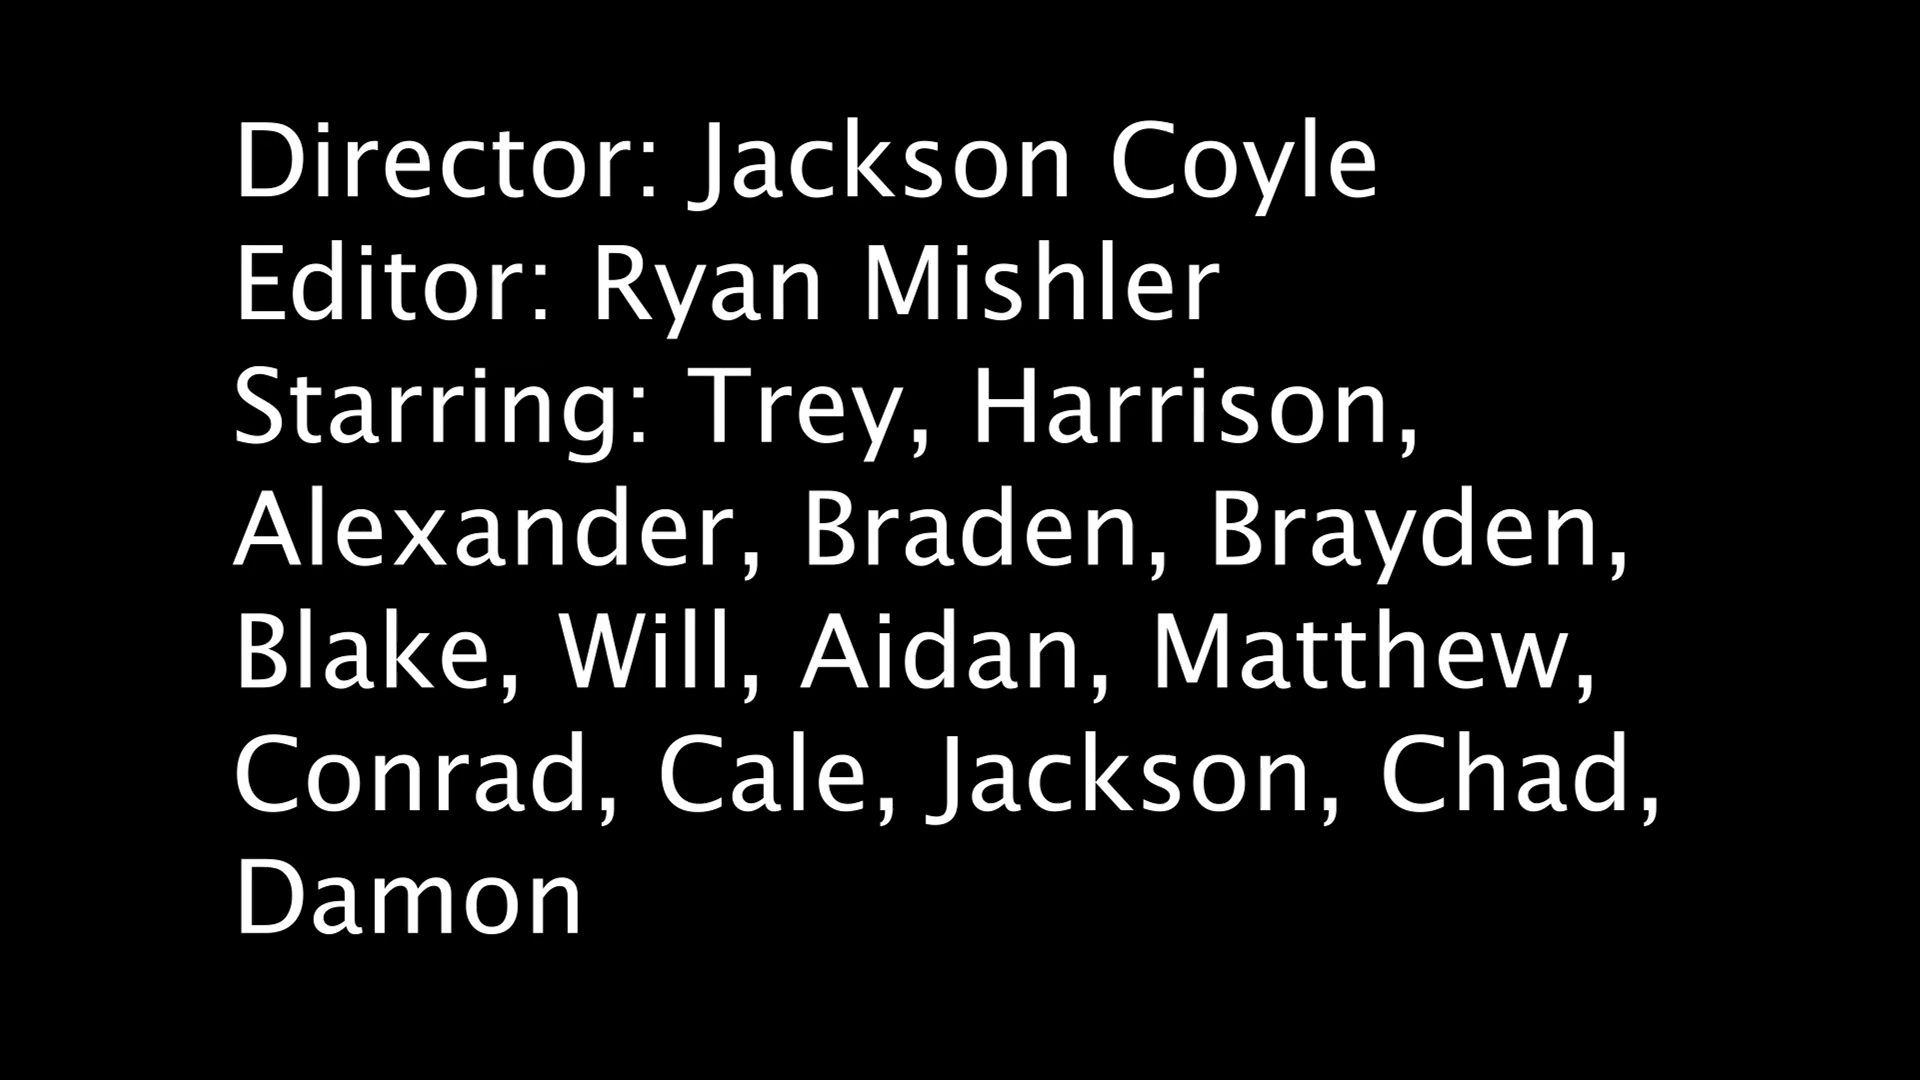 Director: Jackson Coyle
Editor: Ryan Mishler
Starring: Trey, Harrison,
Alexander, Braden, Brayden,
Blake, Will, Aidan, Matthew,
Conrad, Cale, Jackson, Chad,
Damon